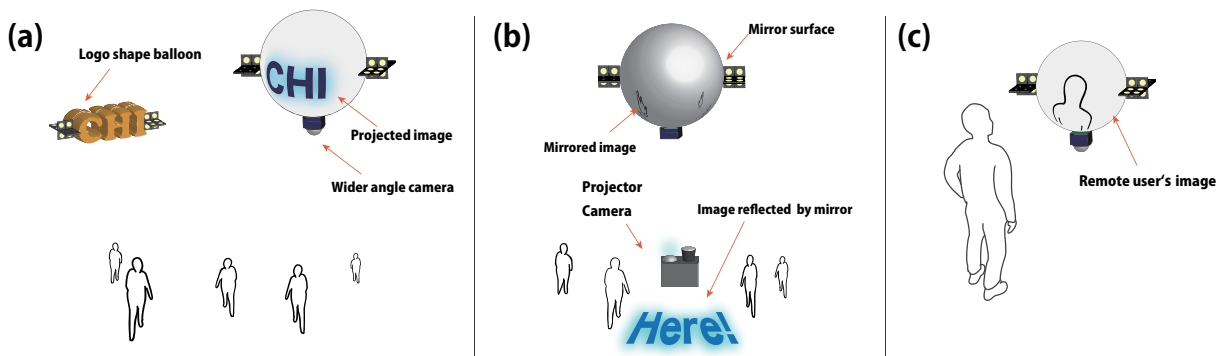 (a)
Logo shape balloon
CHI
CHI
Projected image
Wider angle camera
(b)
Mirror surface
Mirrored image
Projector
Camera
Image reflected by mirror
Here!
(c)
Remote user's image